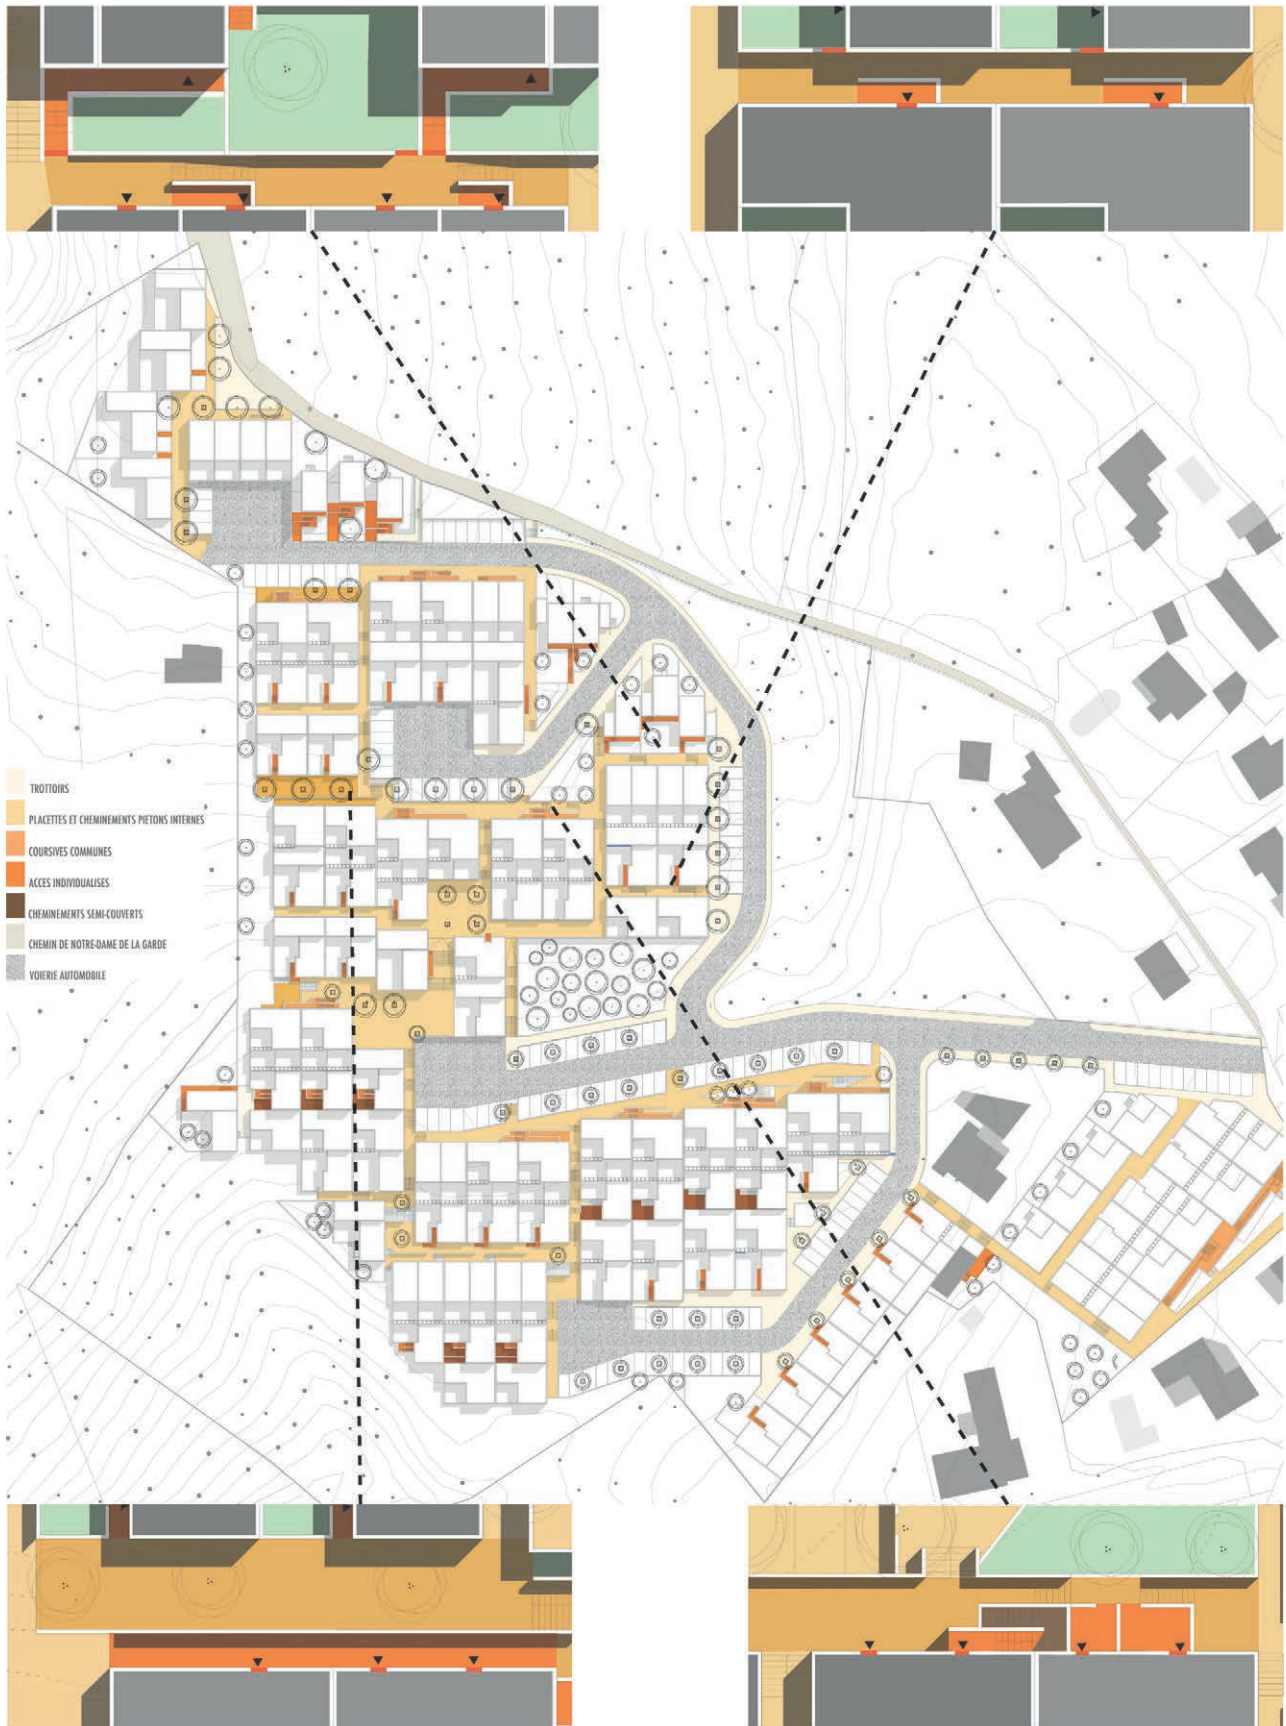 TROTTOIRS
PLACETTES ET CHEMINEMENTS PIETONS INTERNES
COURSIVES COMMUNES
ACCES INDIVIDUALISES
CHEMINEMENTS SEMI-COUVERTS
CHEMIN DE NOTRE-DAME DE LA GARDE
VOIERIE AUTOMOBILE